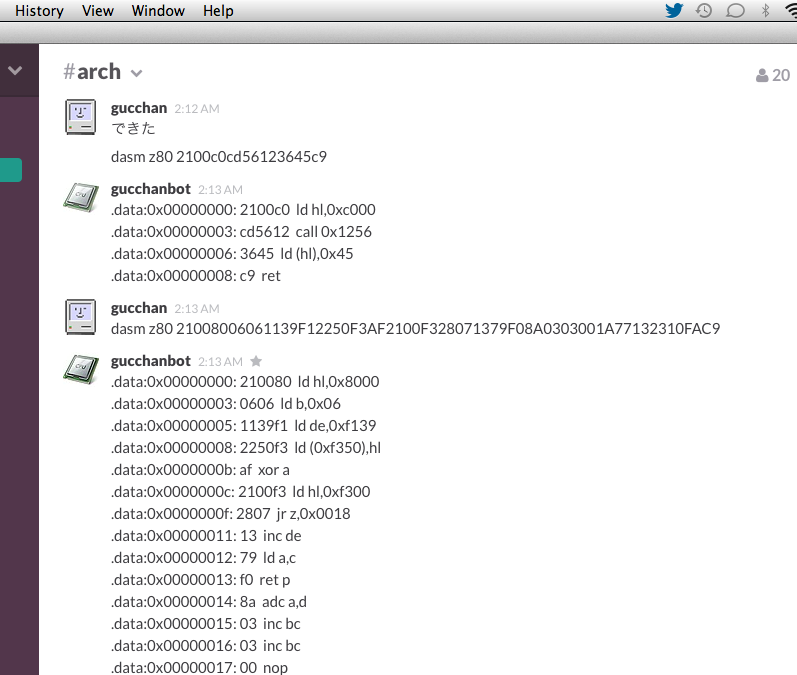 History View Window Help
#arch
20
gucchan 2:12 AM
できた
dasm z80 2100c0cd56123645c9
gucchanbot 2:13 AM
.data:0x00000000: 2100c0 ld hl,0xc000
.data:0x00000003: cd5612 call 0x1256
.data:0x00000006: 3645 ld (hl),0x45
.data:0x00000008: c9 ret
gucchan 2:13 AM
dasm z80 21008006061139F12250F3AF2100F328071379F08A0303001A77132310FAC9
gucchanbot 2:13 AM
.data:0x00000000: 210080 ld hl,0x8000
.data:0x00000003: 0606 ld b,0x06
.data:0x00000005: 1139f1 ld de,0xf139
.data:0x00000008: 2250f3 ld (0xf350),hl
.data:0x0000000b: af xor a
.data:0x0000000c: 2100f3 ld hl,0xf300
.data:0x0000000f: 2807 jr z,0x0018
.data:0x00000011: 13 inc de
.data:0x00000012: 79 ld a,c
.data:0x00000013: f0 ret p
.data:0x00000014: 8a adc a,d
.data:0x00000015: 03 inc bc
.data:0x00000016: 03 inc bc
.data:0x00000017: 00 nop